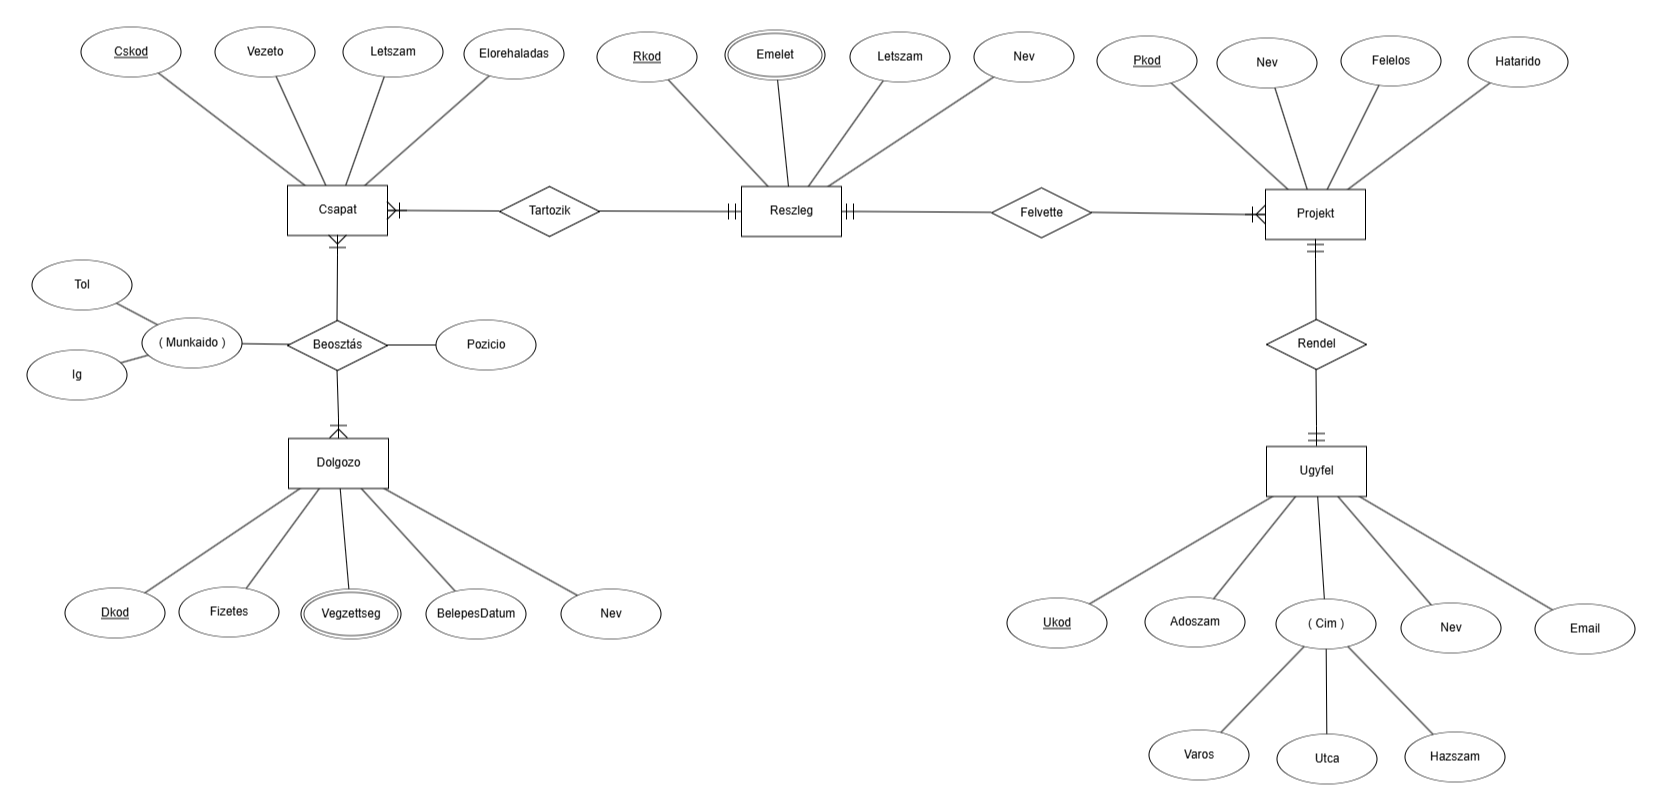 Cskod
Vezeto
Letszam
Elorehaladas
Rkod
Emelet
Letszam
Nev
Pkod
Nev
Felelos
Hatarido
Csapat
Tartozik
Reszleg
Felvette
Projekt
Tol
( Munkaido )
Ig
Beosztás
Pozicio
Rendel
Dolgozo
Ugyfel
Dkod
Fizetes
Vegzettseg
BelepesDatum
Nev
Ukod
Adoszam
( Cim )
Nev
Email
Varos
Utca
Hazszam